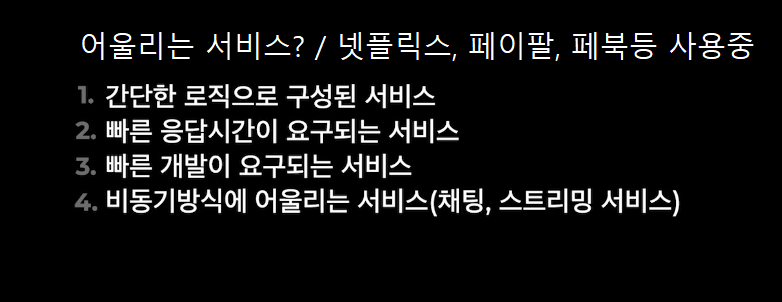 어울리는 서비스? / 넷플릭스, 페이팔, 페북등 사용중
1. 간단한 로직으로 구성된 서비스
2. 빠른 응답시간이 요구되는 서비스
3. 빠른 개발이 요구되는 서비스
4. 비동기방식에 어울리는 서비스(채팅, 스트리밍 서비스)